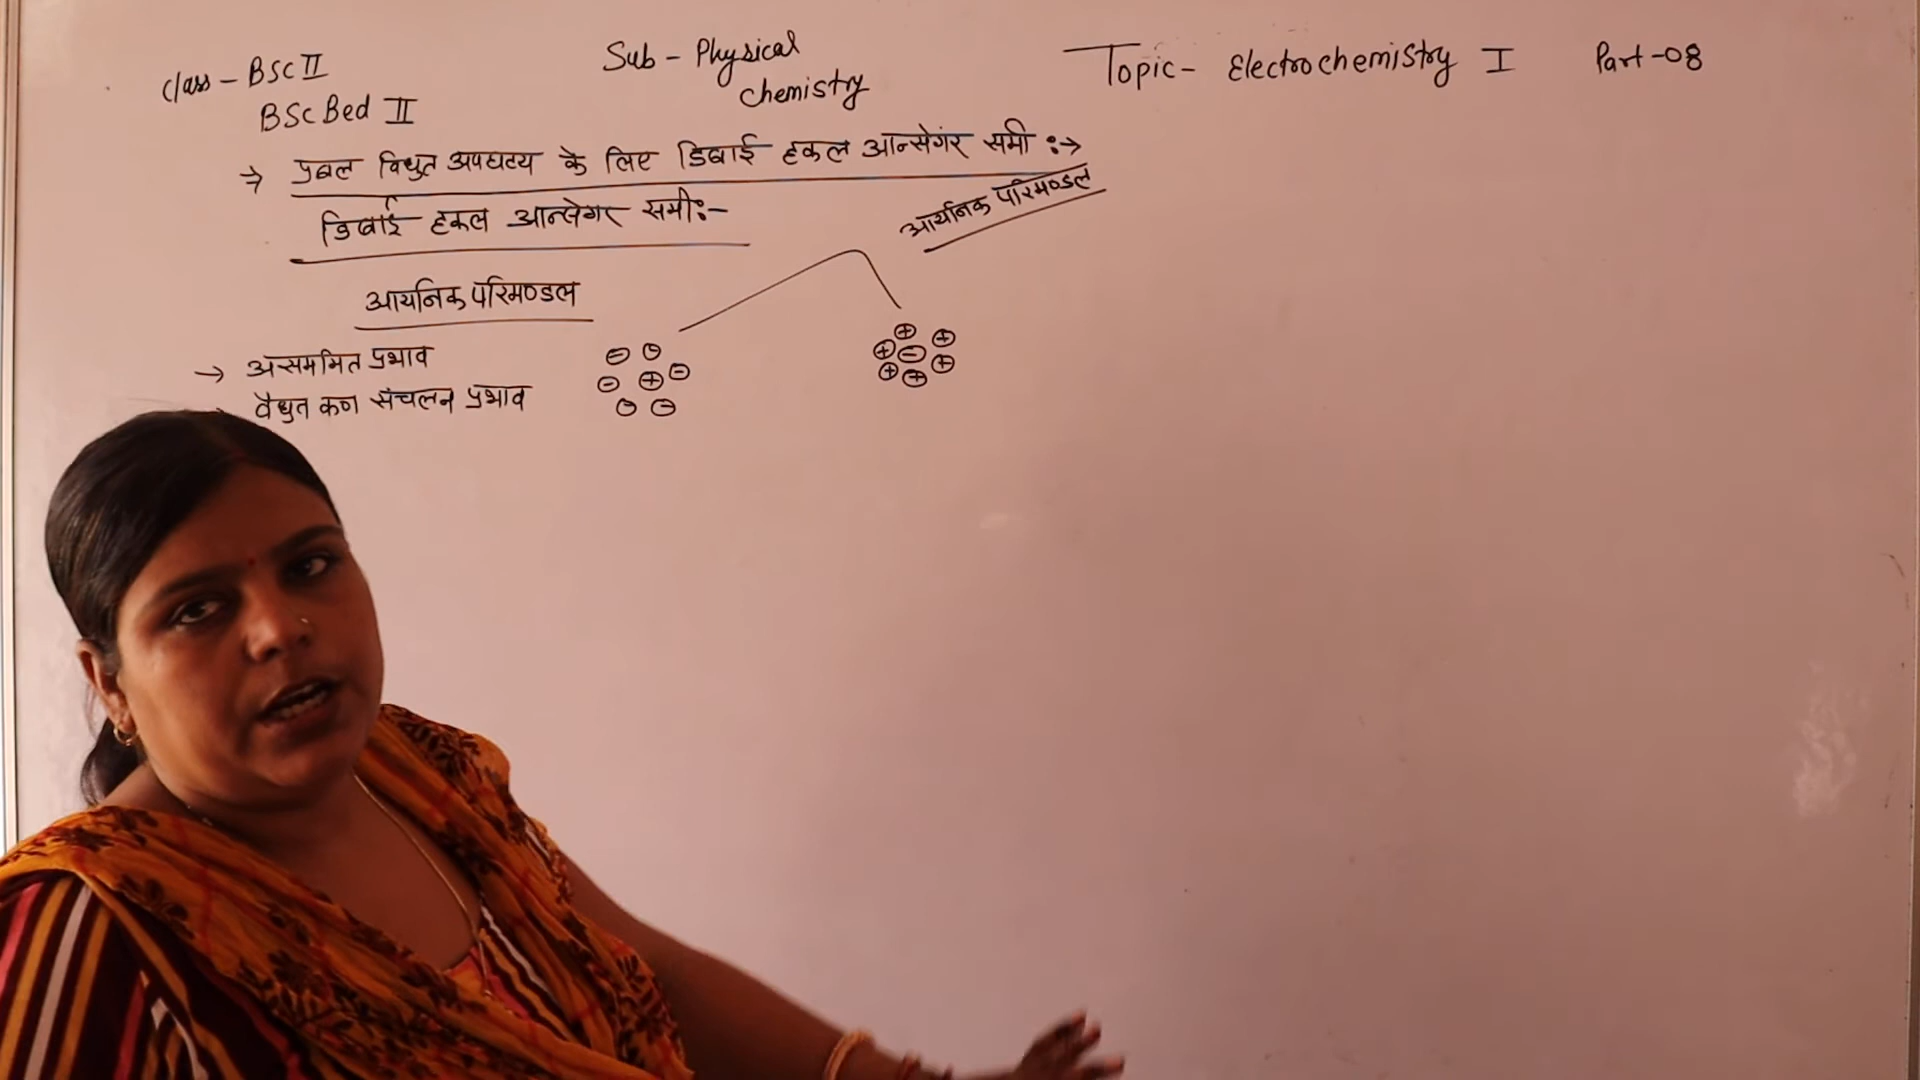 Class - BSC II
BSc Bed II
Sub - Physical
chemistry
Topic - Electrochemistry I Part-08
→ प्रबल विधुत अपघटय के लिए डिबाई हकल आन्सेगर समी :→
डिबाई हकल आन्सेगर समी:-
आयनिक परिमण्डल
आयनिक परिमण्डल
→ असममित प्रभाव
वैधुत कण संचलन प्रभाव
⊖ ⊖
⊖ ⊕ ⊖
⊖ ⊖
⊕ ⊕
⊕ ⊖ ⊕
⊕ ⊕